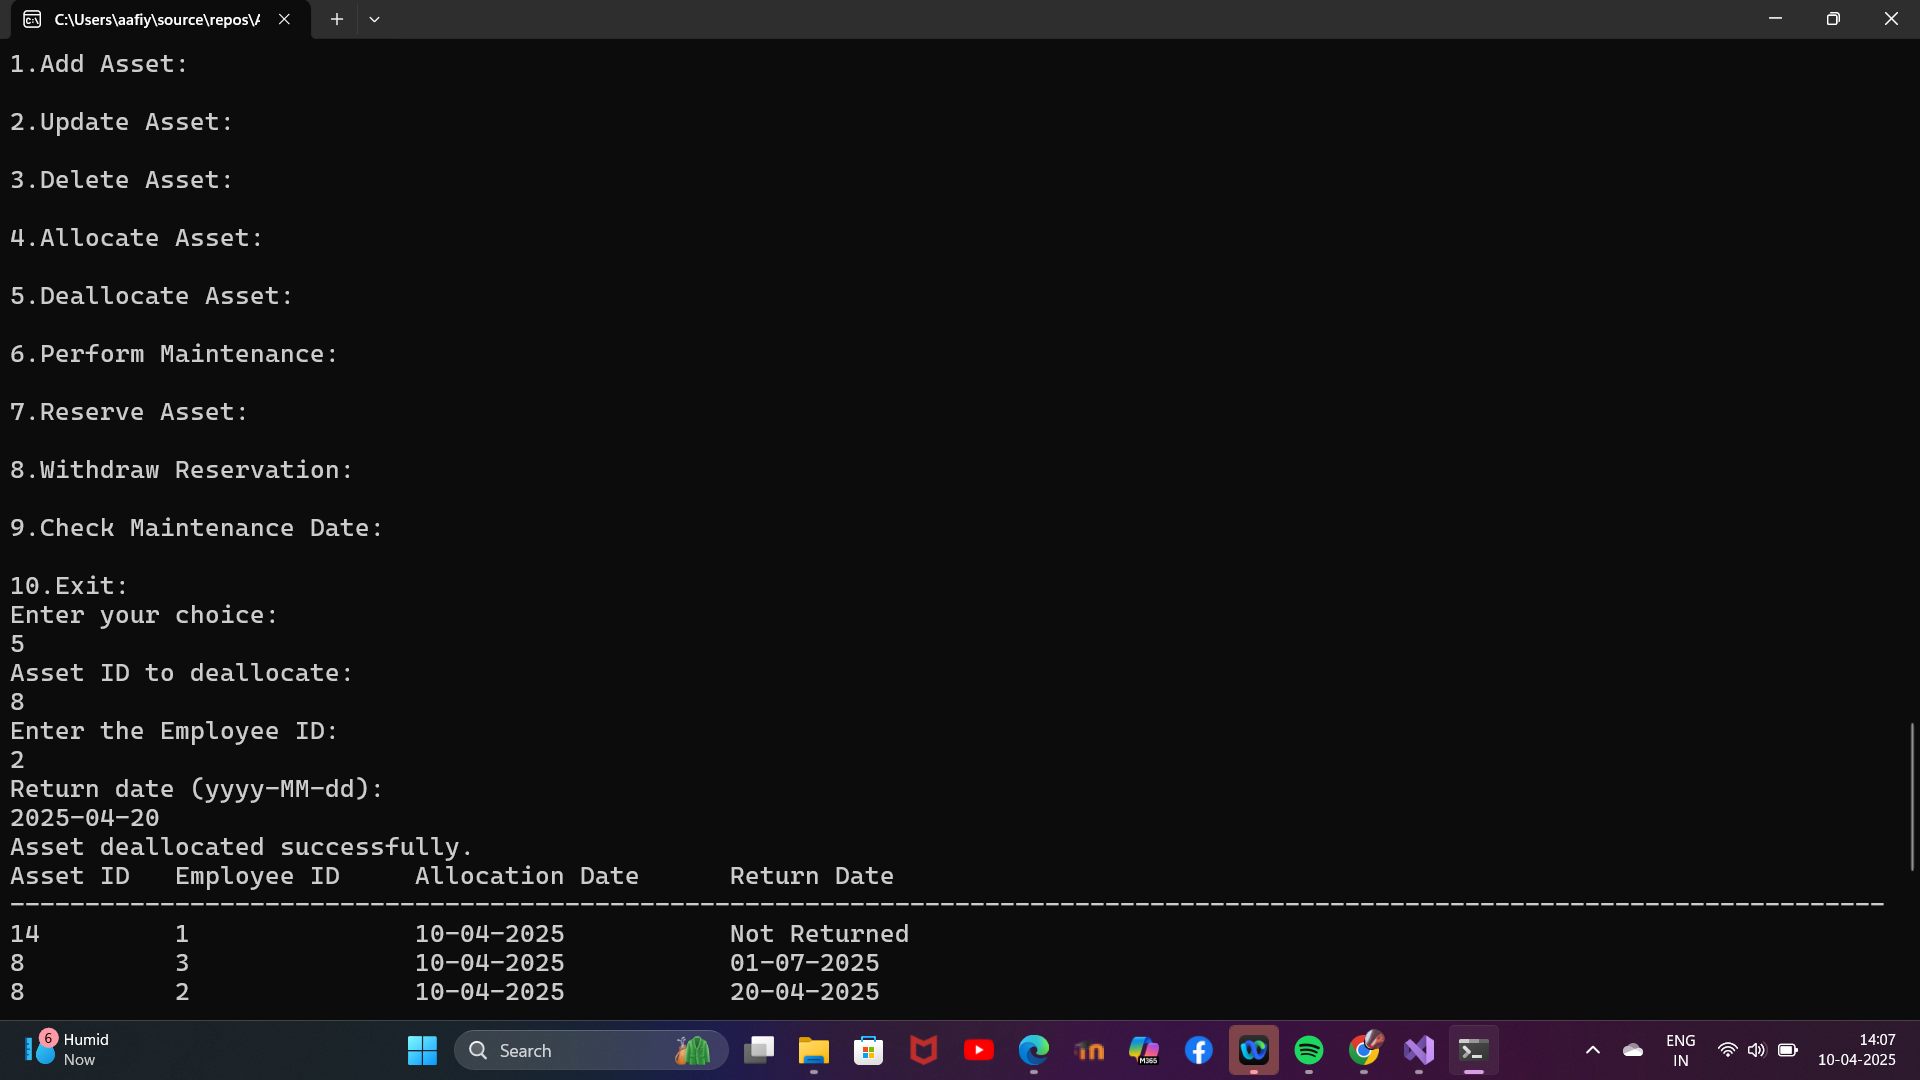 C:\Users\aafiy\source\repos\A
1.Add Asset:
2.Update Asset:
3.Delete Asset:
4.Allocate Asset:
5.Deallocate Asset:
6.Perform Maintenance:
7.Reserve Asset:
8.Withdraw Reservation:
9.Check Maintenance Date:
10.Exit:
Enter your choice:
5
Asset ID to deallocate:
8
Enter the Employee ID:
2
Return date (yyyy-MM-dd):
2025-04-20
Asset deallocated successfully.
Asset ID Employee ID Allocation Date Return Date
-----------------------------------------------------------------------------------------------------------------------------
14 1 10-04-2025 Not Returned
8 3 10-04-2025 01-07-2025
8 2 10-04-2025 20-04-2025
6 Humid
Now
Search
M365
ENG
IN
14:07
10-04-2025